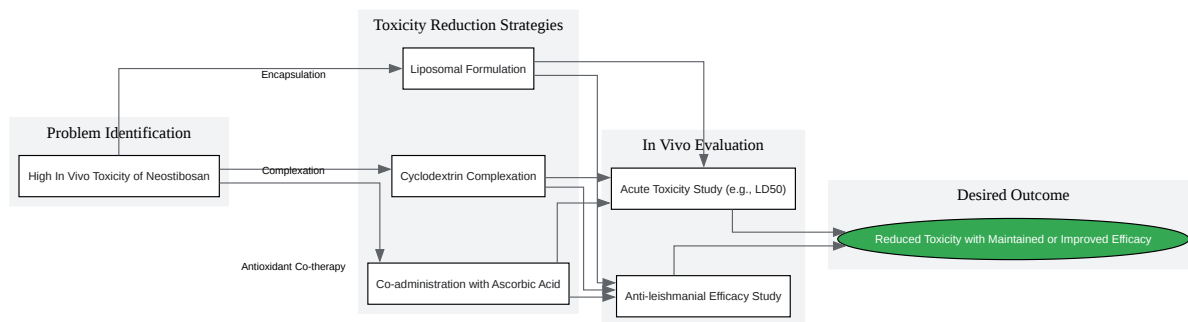 Toxicity Reduction Strategies
Liposomal Formulation
Encapsulation
Problem Identification
High In Vivo Toxicity of Neostibosan
Complexation
Cyclodextrin Complexation
In Vivo Evaluation
Acute Toxicity Study (e.g., LD50)
Desired Outcome
Reduced Toxicity with Maintained or Improved Efficacy
Antioxidant Co-therapy
Co-administration with Ascorbic Acid
Anti-leishmanial Efficacy Study